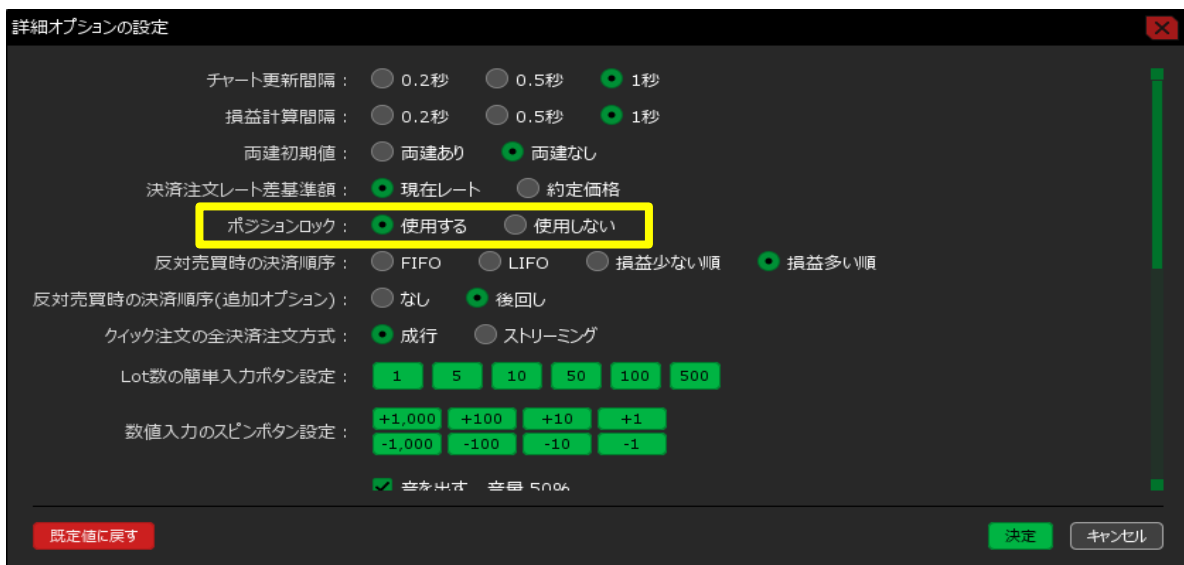 詳細オプションの設定
チャート更新間隔： 0.2秒 0.5秒 1秒
損益計算間隔： 0.2秒 0.5秒 1秒
両建初期値： 両建あり 両建なし
決済注文レート差基準額： 現在レート 約定価格
ポジションロック： 使用する 使用しない
反対売買時の決済順序： FIFO LIFO 損益少ない順 損益多い順
反対売買時の決済順序(追加オプション)： なし 後回し
クイック注文の全決済注文方式： 成行 ストリーミング
Lot数の簡単入力ボタン設定： 1 5 10 50 100 500
数値入力のスピンボタン設定： +1,000 +100 +10 +1
-1,000 -100 -10 -1
音を出す 音量 50%
既定値に戻す 決定 キャンセル